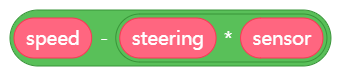 speed - steering * sensor